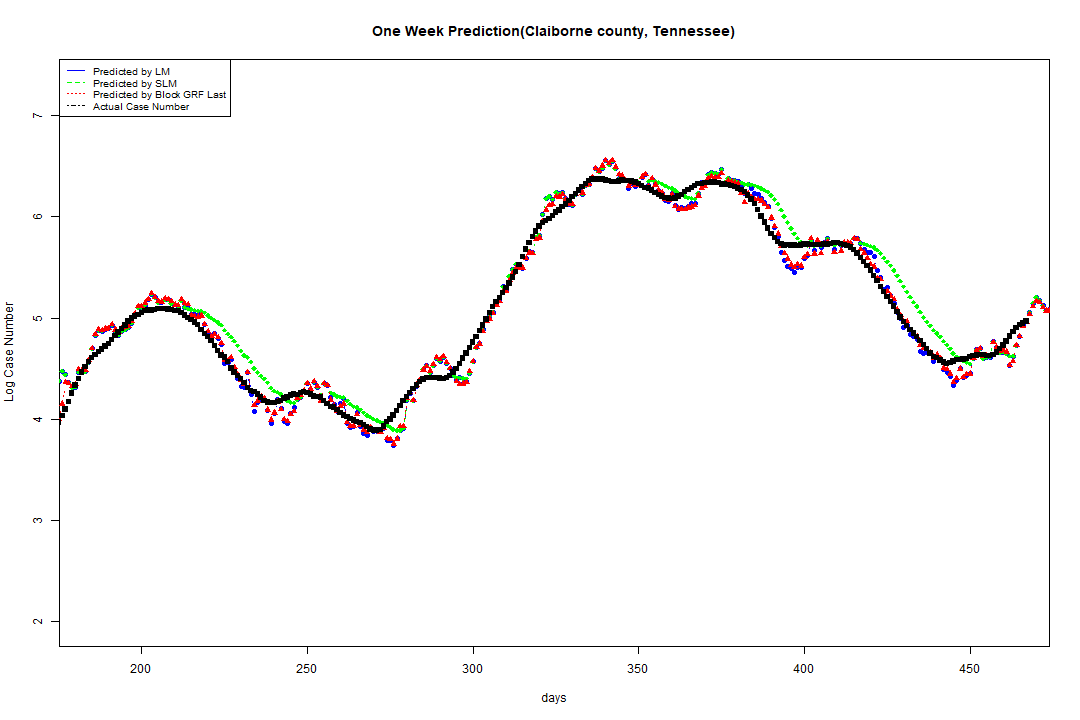 One Week Prediction(Claiborne county, Tennessee)
Predicted by LM
Predicted by SLM
Predicted by Block GRF Last
Actual Case Number
7
6
5
4
3
2
Log Case Number
200 250 300 350 400 450
days